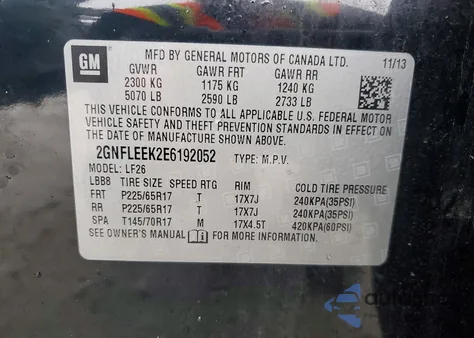 GM
MFD BY GENERAL MOTORS OF CANADA LTD. 11/13
GVWR GAWR FRT GAWR RR
2300 KG 1175 KG 1240 KG
5070 LB 2590 LB 2733 LB
THIS VEHICLE CONFORMS TO ALL APPLICABLE U.S. FEDERAL MOTOR
VEHICLE SAFETY AND THEFT PREVENTION STANDARDS IN EFFECT ON
THE DATE OF MANUFACTURE SHOWN ABOVE.
2GNFLEEK2E6192052 TYPE: M.P.V.
MODEL: LF26
LBB8 TIRE SIZE SPEED RTG RIM COLD TIRE PRESSURE
FRT P225/65R17 T 17X7J 240KPA(35PSI)
RR P225/65R17 T 17X7J 240KPA(35PSI)
SPA T145/70R17 M 17X4.5T 420KPA(60PSI)
SEE OWNER'S MANUAL